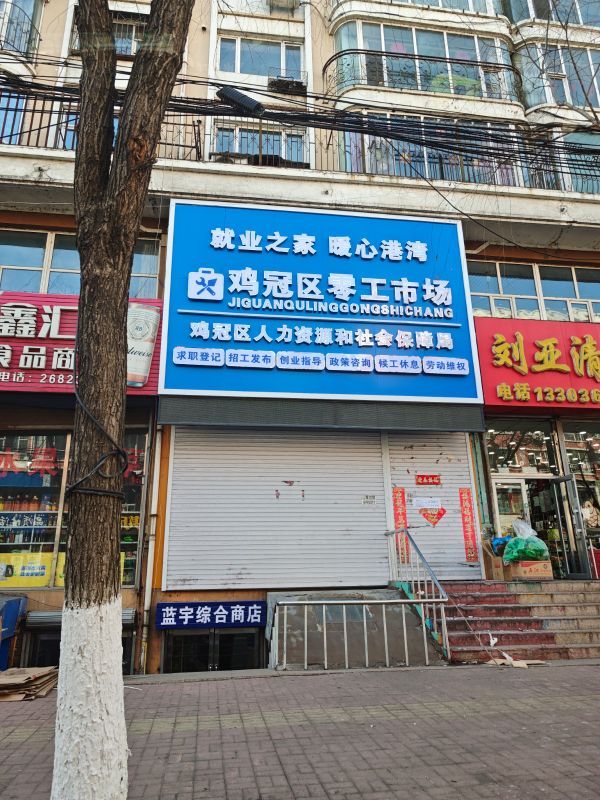 就业之家 暖心港湾
鸡冠区零工市场
JIGUANQULINGGONGSHICHANG
鸡冠区人力资源和社会保障局
求职登记 招工发布 创业指导 政策咨询 候工休息 劳动维权
鑫汇
食品商
电话：2682
刘亚清
电话 133036
蓝宇综合商店